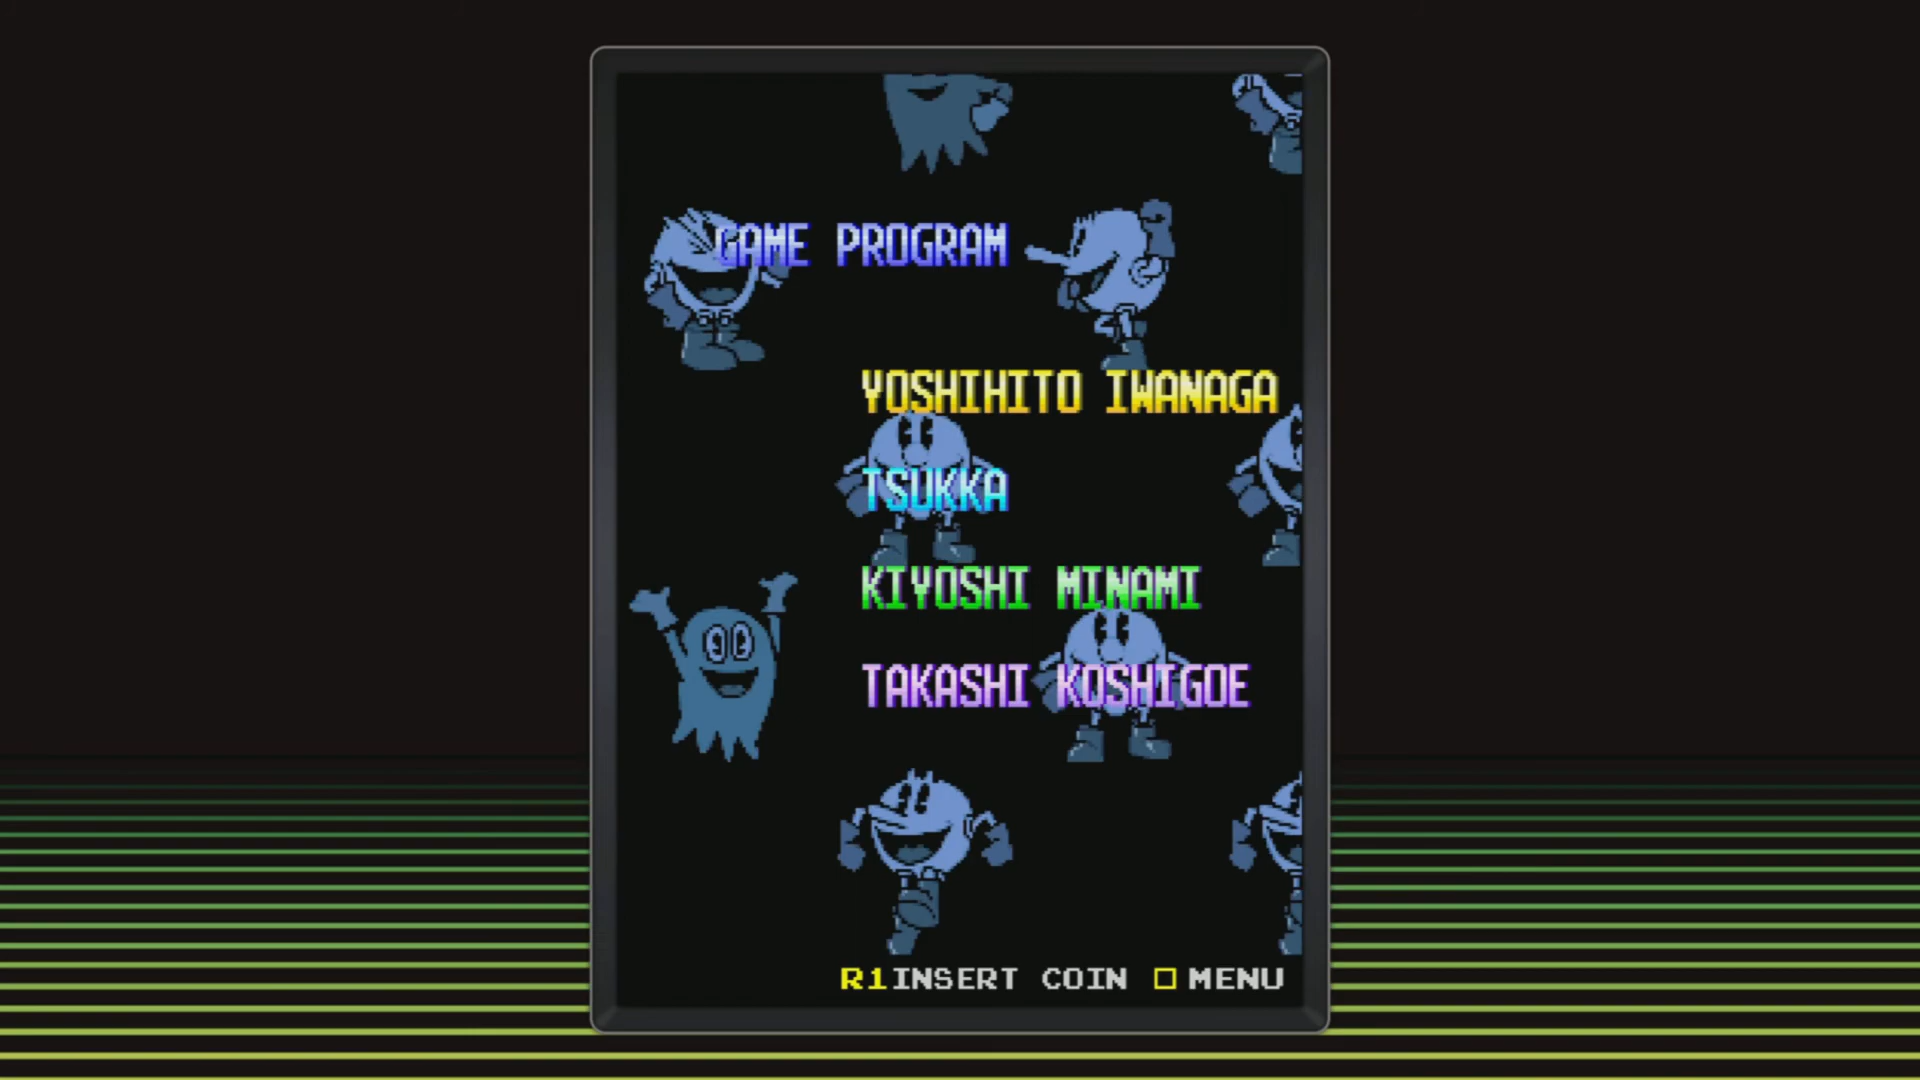 GAME PROGRAM
YOSHIHITO IWANAGA
TSUKKA
KIYOSHI MINAMI
TAKASHI KOSHIGOE
R1 INSERT COIN □ MENU